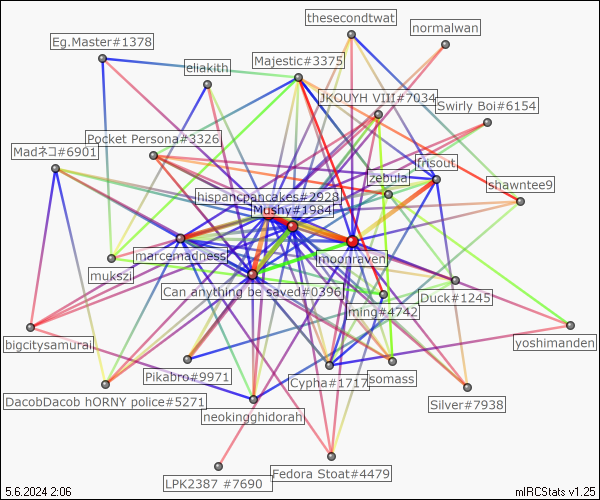 thesecondtwat
normalwan
Eg.Master#1378
Majestic#3375
eliakith
JKOUYH VIII#7034
Swirly Boi#6154
Pocket Persona#3326
Madネコ#6901
frisout
zebula
shawntee9
hispancpancakes#2928
Mushy#1984
marcemadness
moonraven
mukszi
Can anything be saved#0396
Duck#1245
ming#4742
bigcitysamurai
yoshimanden
Pikabro#9971
Cypha#1717
somass
DacobDacob hORNY police#5271
Silver#7938
neokingghidorah
Fedora Stoat#4479
LPK2387 #7690
5.6.2024 2:06
mIRCStats v1.25